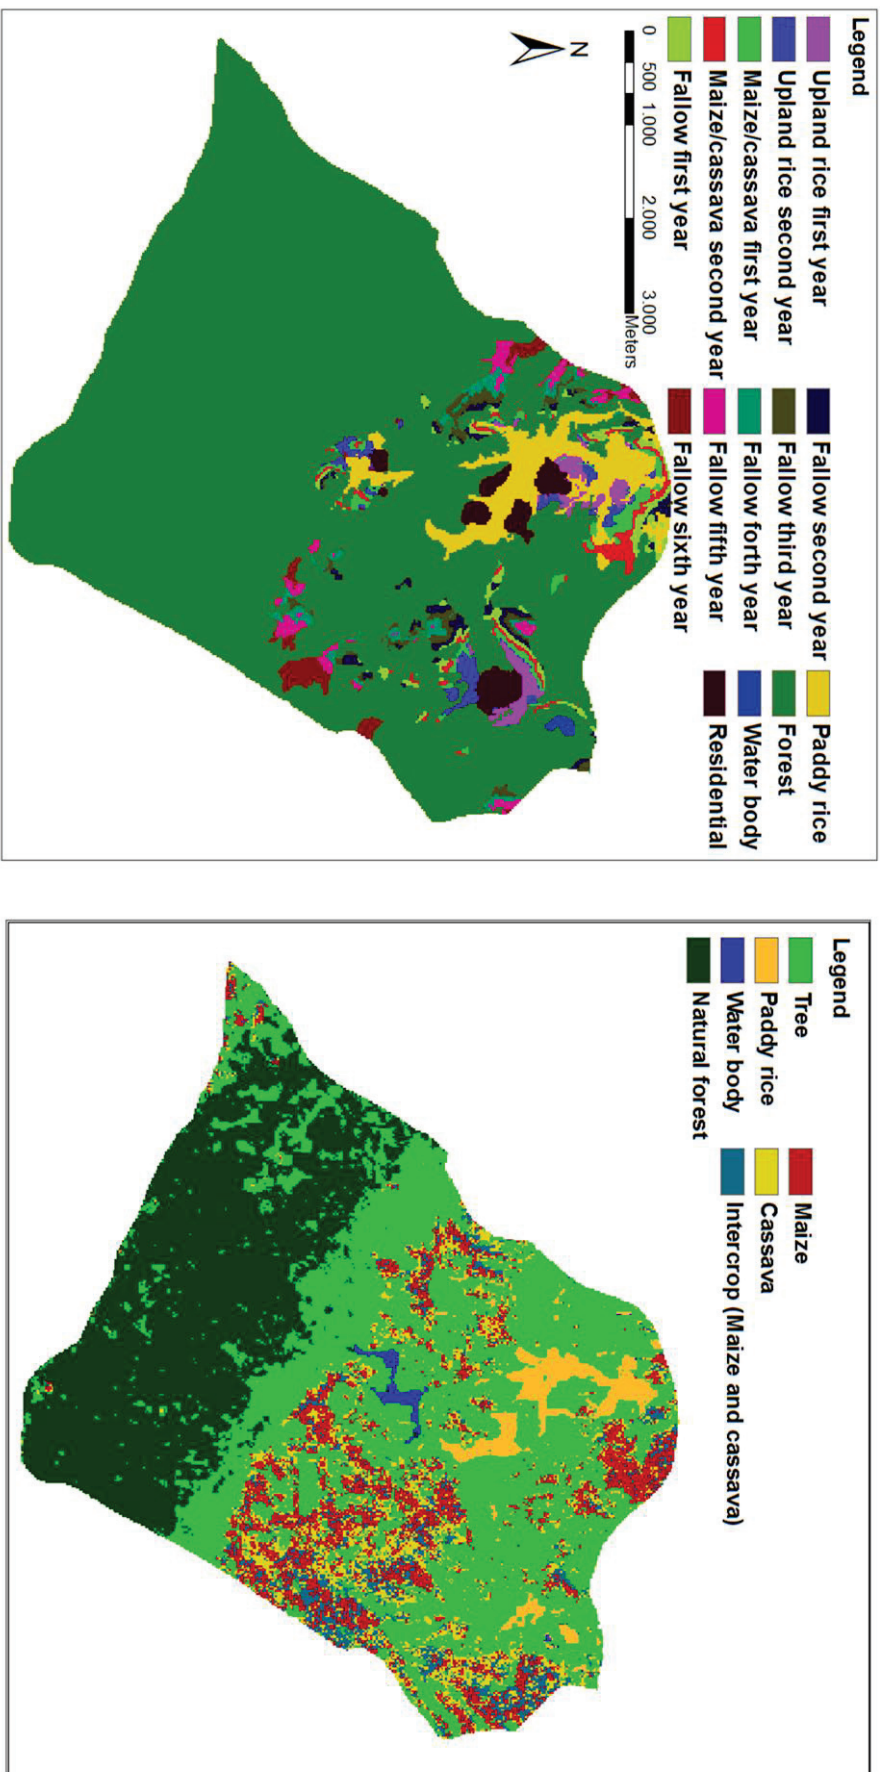 Legend
Upland rice first year
Upland rice second year
Maize/cassava first year
Maize/cassava second year
Fallow first year
Fallow second year
Fallow third year
Fallow forth year
Fallow fifth year
Fallow sixth year
Paddy rice
Forest
Water body
Residential
0 500 1.000 2.000 3.000
Meters
N
Legend
Tree
Paddy rice
Water body
Natural forest
Maize
Cassava
Intercrop (Maize and cassava)